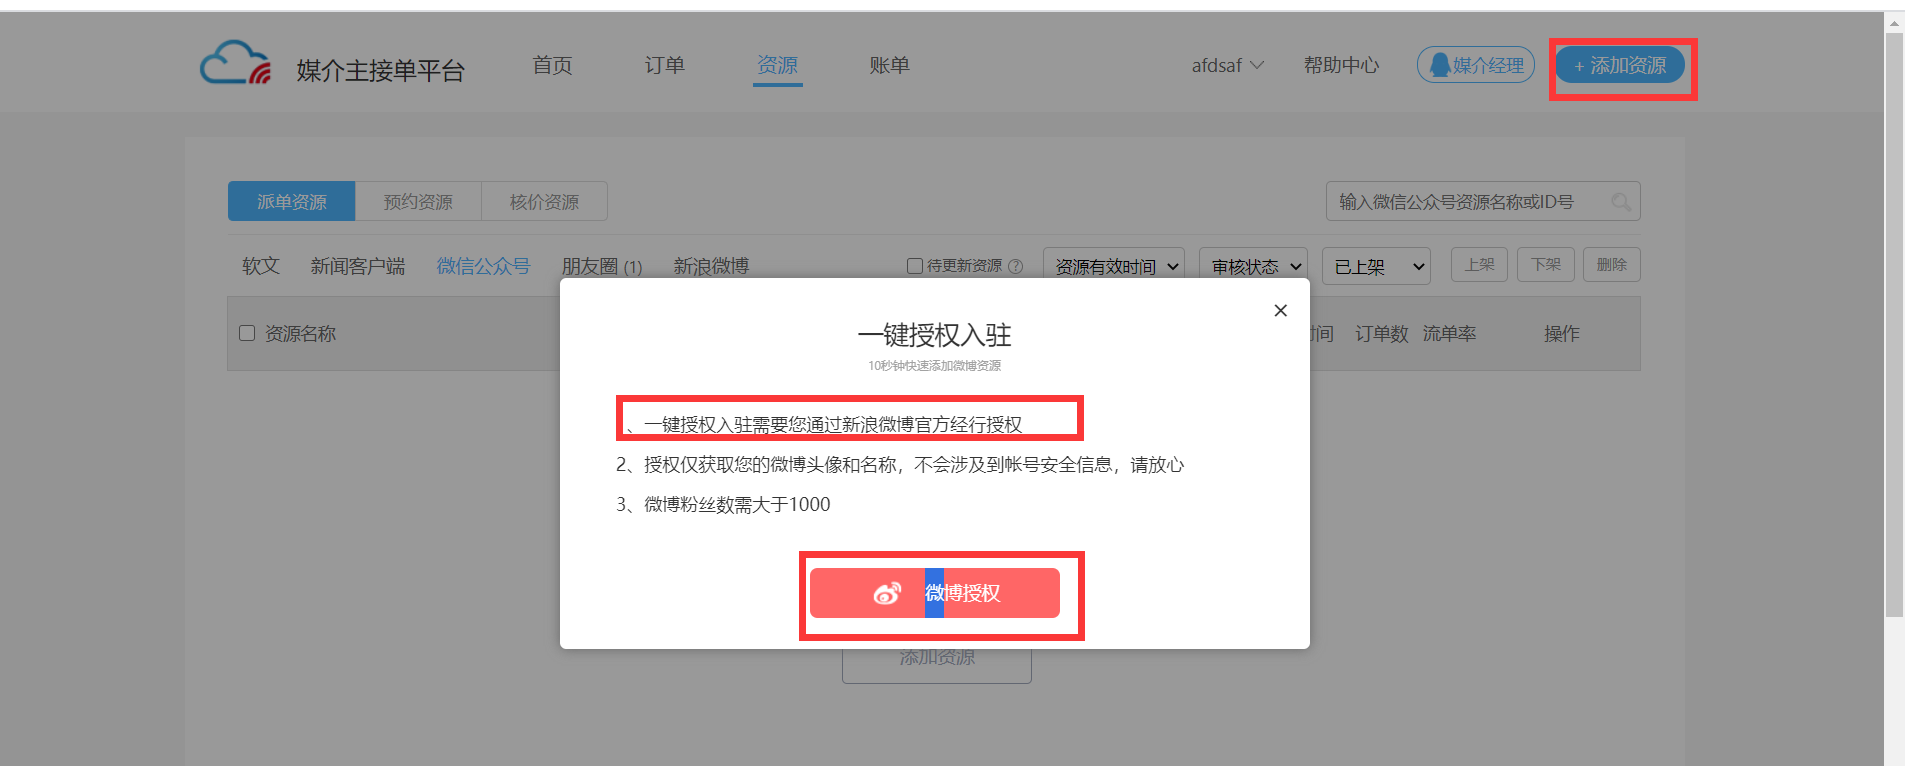 媒介主接单平台 首页 订单 资源 账单 afdsaf 帮助中心 媒介经理 + 添加资源
派单资源 预约资源 核价资源 输入微信公众号资源名称或ID号
软文 新闻客户端 微信公众号 朋友圈 (1) 新浪微博 待更新资源 ? 资源有效时间 审核状态 已上架 上架 下架 删除
资源名称 间 订单数 流单率 操作
一键授权入驻
10秒钟快速添加微博资源
、一键授权入驻需要您通过新浪微博官方经行授权
2、授权仅获取您的微博头像和名称，不会涉及到帐号安全信息，请放心
3、微博粉丝数需大于1000
微博授权
添加资源